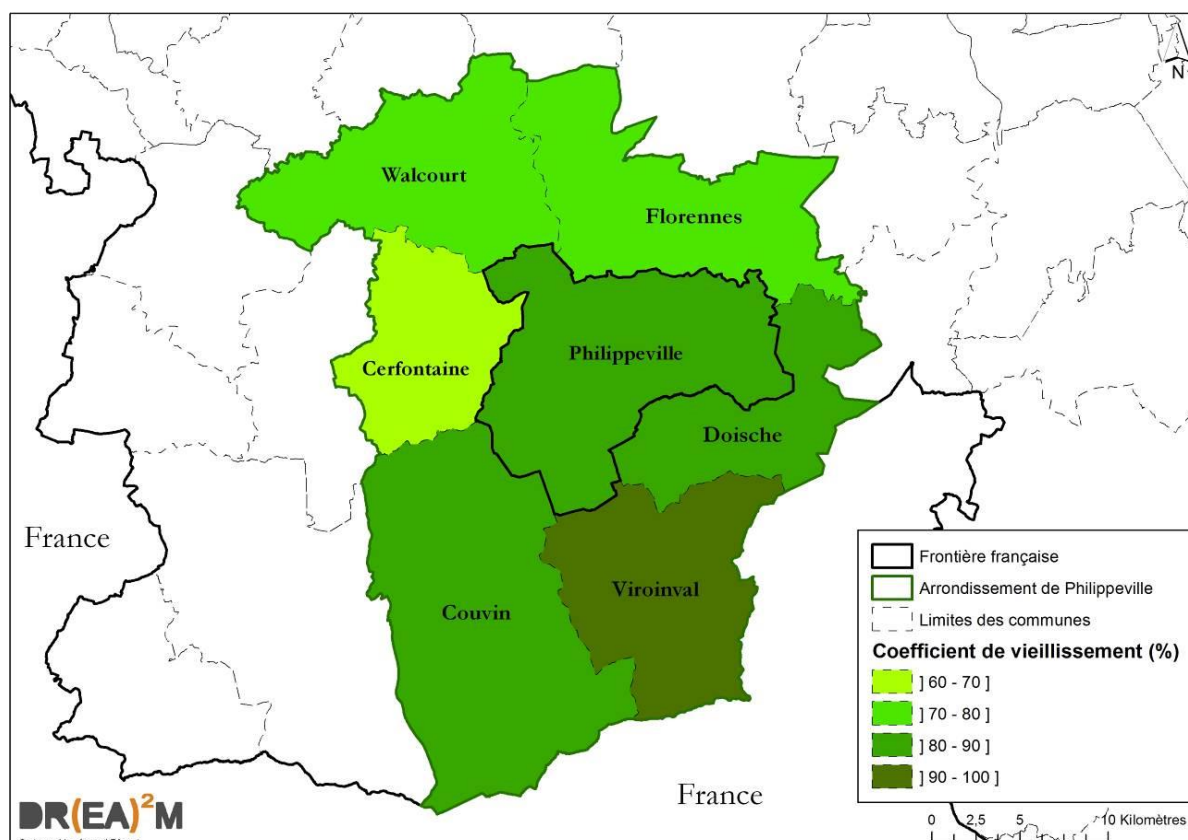 N
Walcourt
Florennes
Cerfontaine
Philippeville
Doische
France
Viroinval
Couvin
France
Frontière française
Arrondissement de Philippeville
Limites des communes
Coefficient de vieillissement (%)
] 60 - 70 ]
] 70 - 80 ]
] 80 - 90 ]
] 90 - 100 ]
DR(EA)²M
0 2,5 5 10 Kilomètres